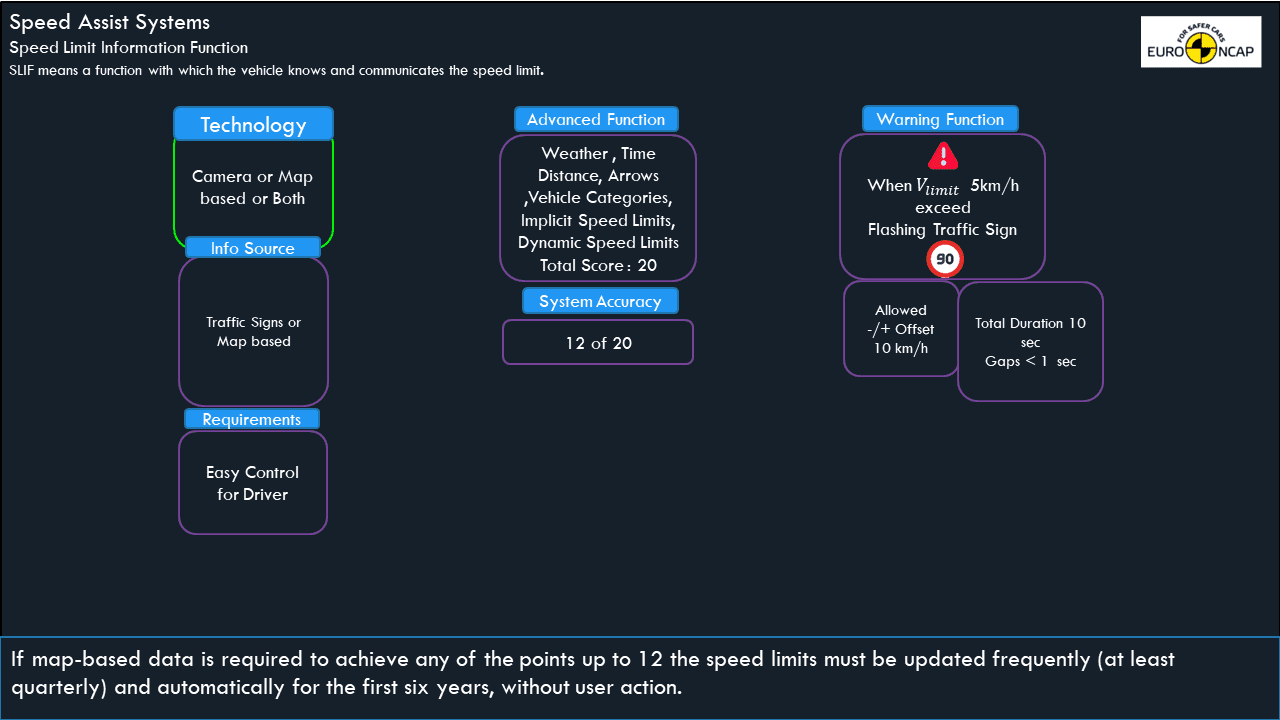 Speed Assist Systems
Speed Limit Information Function
SLIF means a function with which the vehicle knows and communicates the speed limit.
FOR SAFER CARS
EURO NCAP
Technology
Camera or Map
based or Both
Info Source
Traffic Signs or
Map based
Requirements
Easy Control
for Driver
Advanced Function
Weather , Time
Distance, Arrows
,Vehicle Categories,
Implicit Speed Limits,
Dynamic Speed Limits
Total Score : 20
System Accuracy
12 of 20
Warning Function
!
When Vlimit 5km/h
exceed
Flashing Traffic Sign
90
Allowed
-/+ Offset
10 km/h
Total Duration 10
sec
Gaps < 1 sec
If map-based data is required to achieve any of the points up to 12 the speed limits must be updated frequently (at least
quarterly) and automatically for the first six years, without user action.